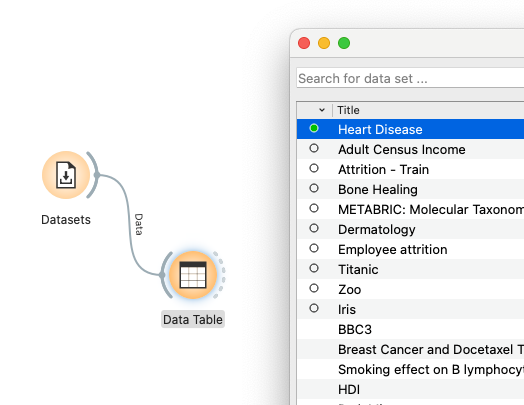 Search for data set ...
Title
Heart Disease
Adult Census Income
Attrition - Train
Bone Healing
METABRIC: Molecular Taxonom
Dermatology
Employee attrition
Titanic
Zoo
Iris
BBC3
Breast Cancer and Docetaxel T
Smoking effect on B lymphocyt
HDI
Datasets
Data
Data Table